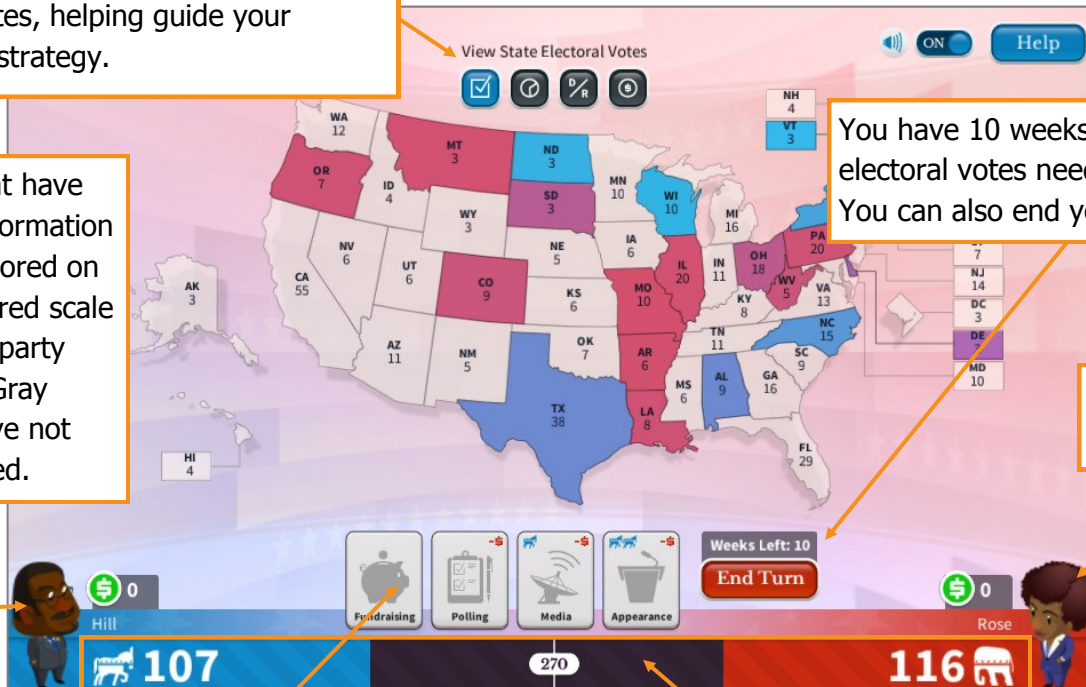 tes, helping guide your
strategy.
View State Electoral Votes
ON
Help
D/R
$
You have 10 weeks
electoral votes need
You can also end y
t have
formation
ored on
red scale
party
Gray
ve not
ed.
NH
4
VT
3
WA
12
OR
7
MT
3
ID
4
WY
3
ND
3
SD
3
MN
10
WI
10
MI
16
NV
6
UT
6
CO
9
NE
5
KS
6
IA
6
IL
20
IN
11
OH
18
PA
20
WV
5
VA
13
KY
8
MO
10
CA
55
AZ
11
NM
5
OK
7
AR
6
TN
11
NC
15
SC
9
TX
38
LA
8
MS
6
AL
9
GA
16
FL
29
AK
3
HI
4
7
NJ
14
DC
3
DE
MD
10
-$
-$
-$
Fundraising
Polling
Media
Appearance
Weeks Left: 10
End Turn
$ 0
Hill
107
270
$ 0
Rose
116